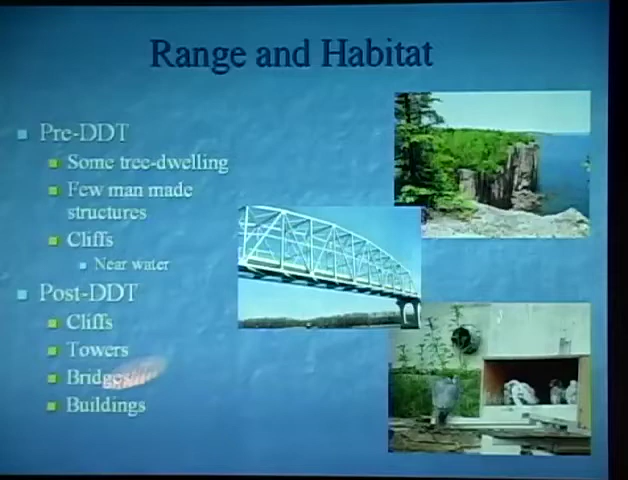 Range and Habitat
Pre-DDT
Some tree-dwelling
Few man made
structures
Cliffs
Near water
Post-DDT
Cliffs
Towers
Bridges
Buildings